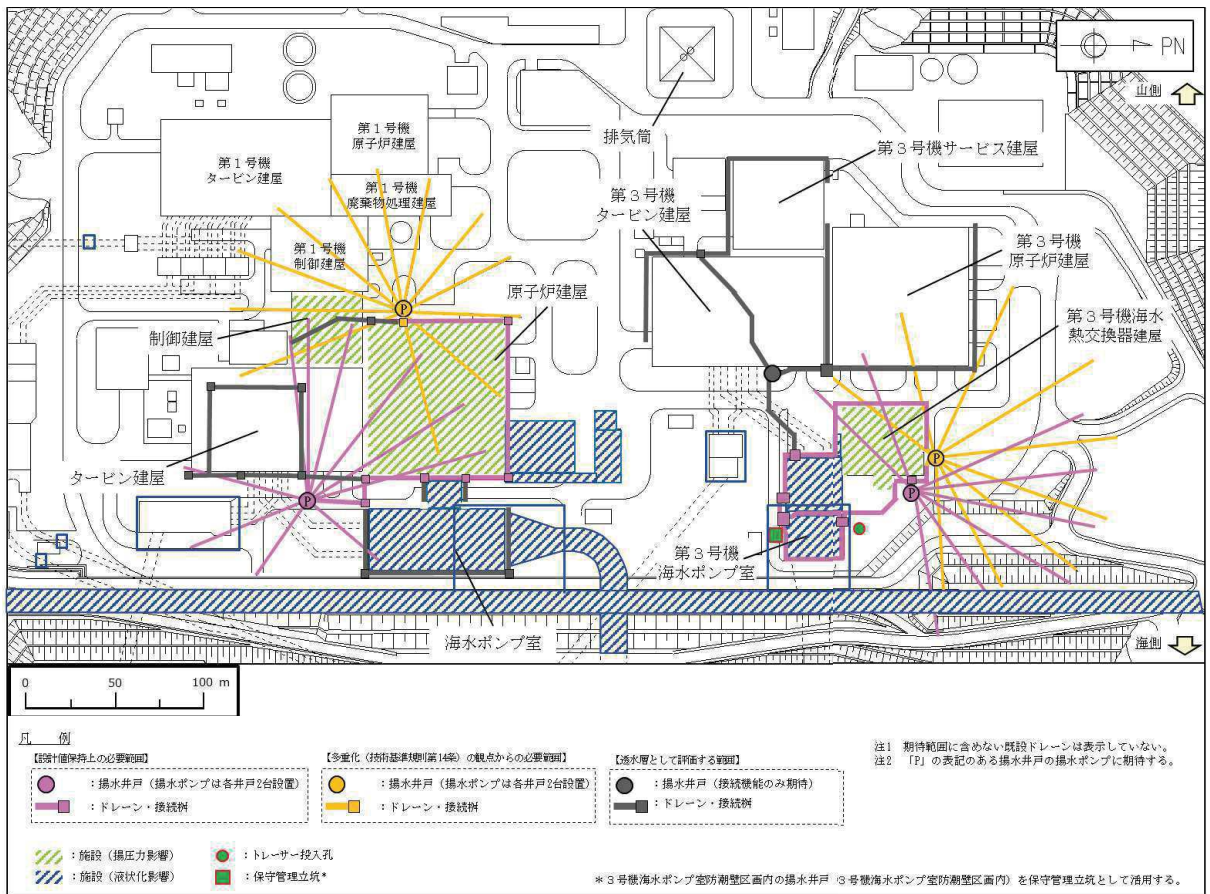 PN
山側
排気筒
第1号機
原子炉建屋
第1号機
タービン建屋
第1号機
廃棄物処理建屋
第1号機
制御建屋
第3号機サービス建屋
第3号機
タービン建屋
第3号機
原子炉建屋
原子炉建屋
第3号機海水
熱交換器建屋
制御建屋
P
P
P
P
タービン建屋
第3号機
海水ポンプ室
海水ポンプ室
海側
0 50 100 m
凡 例
【設計値保持上の必要範囲】
:揚水井戸(揚水ポンプは各井戸2台設置)
:ドレーン・接続桝
【多重化(技術基準規則第14条)の観点からの必要範囲】
:揚水井戸(揚水ポンプは各井戸2台設置)
:ドレーン・接続桝
【透水層として評価する範囲】
:揚水井戸(接続機能のみ期待)
:ドレーン・接続桝
注1 期待範囲に含めない既設ドレーンは表示していない。
注2 「P」の表記のある揚水井戸の揚水ポンプに期待する。
:施設(揚圧力影響)
:施設(液状化影響)
:トレーサー投入孔
:保守管理立坑*
*3号機海水ポンプ室防潮壁区画内の揚水井戸(3号機海水ポンプ室防潮壁区画内)を保守管理立坑として活用する。